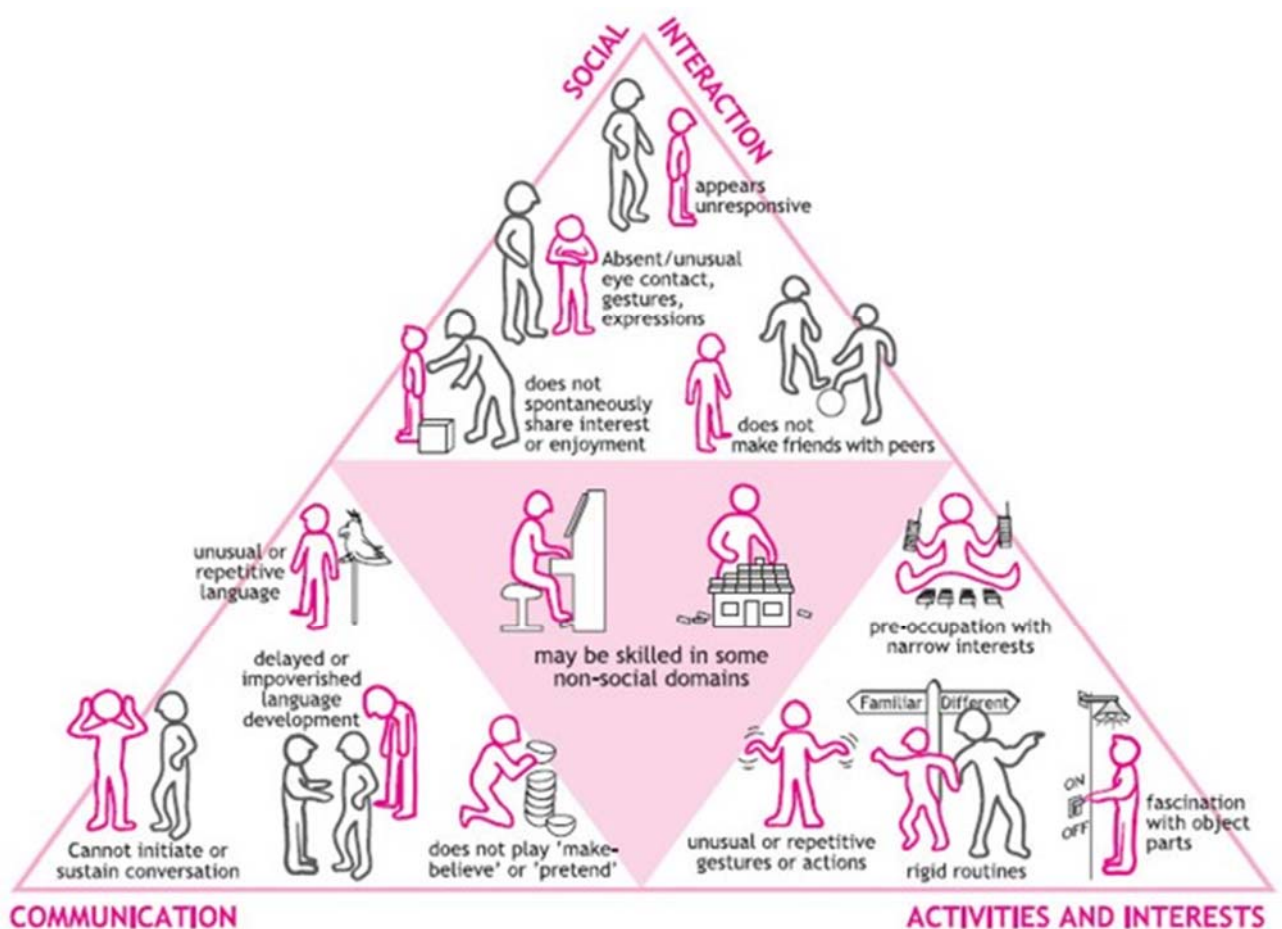 SOCIAL
INTERACTION
appears
unresponsive
Absent/unusual
eye contact,
gestures,
expressions
does not
spontaneously
share interest
or enjoyment
does not
make friends with peers
unusual or
repetitive
language
may be skilled in some
non-social domains
pre-occupation with
narrow interests
delayed or
impoverished
language
development
Cannot initiate or
sustain conversation
does not play 'make-
believe' or 'pretend'
unusual or repetitive
gestures or actions
Familiar
Different
rigid routines
ON
OFF
fascination
with object
parts
COMMUNICATION
ACTIVITIES AND INTERESTS